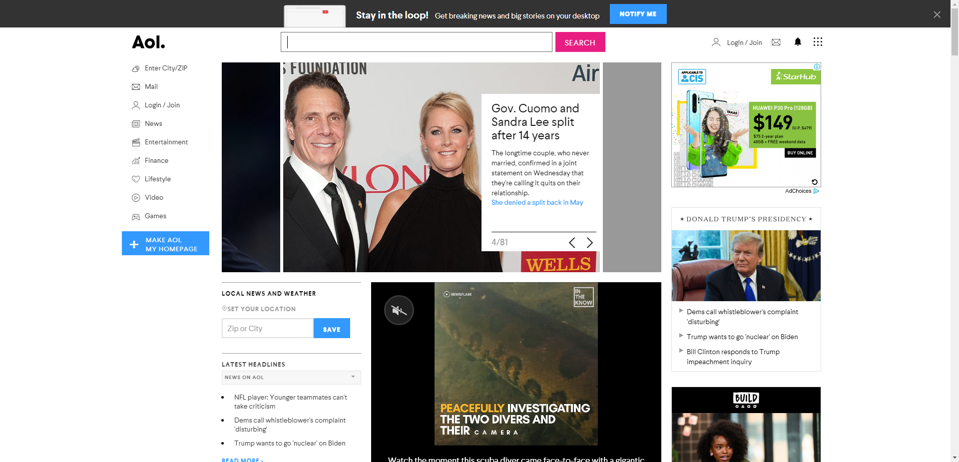 Stay in the loop! Get breaking news and big stories on your desktop
NOTIFY ME
Aol.
SEARCH
Login / Join
Enter City/ZIP
Mail
Login / Join
News
Entertainment
Finance
Lifestyle
Video
Games
MAKE AOL
MY HOMEPAGE
S FOUNDATION
Air
WELLS
Gov. Cuomo and
Sandra Lee split
after 14 years
The longtime couple, who never
married, confirmed in a joint
statement on Wednesday that
they're calling it quits on their
relationship.
She denied a split back in May
4/81
APPLICABLE TO
CIS
StarHub
HUAWEI P30 Pro (128GB)
$149
BUY ONLINE
AdChoices
DONALD TRUMP'S PRESIDENCY
Dems call whistleblower's complaint
'disturbing'
Trump wants to go 'nuclear' on Biden
Bill Clinton responds to Trump
impeachment inquiry
LOCAL NEWS AND WEATHER
SET YOUR LOCATION
Zip or City
SAVE
LATEST HEADLINES
NEWS ON AOL
NFL player: Younger teammates can't
take criticism
Dems call whistleblower's complaint
'disturbing'
Trump wants to go 'nuclear' on Biden
READ MORE
IN
THE
KNOW
PEACEFULLY INVESTIGATING
THE TWO DIVERS AND
THEIR CAMERA
Watch the moment this scuba diver came face-to-face with a gigantic
BUILD